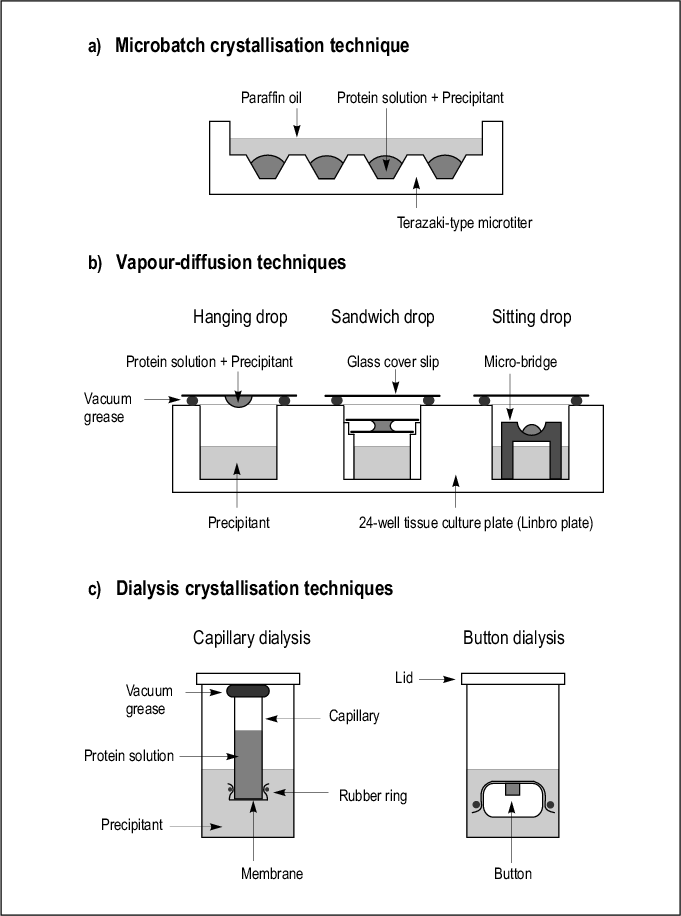 a) Microbatch crystallisation technique
Paraffin oil
Protein solution + Precipitant
Terazaki-type microtiter
b) Vapour-diffusion techniques
Hanging drop
Sandwich drop
Sitting drop
Protein solution + Precipitant
Glass cover slip
Micro-bridge
Vacuum
grease
Precipitant
24-well tissue culture plate (Linbro plate)
c) Dialysis crystallisation techniques
Capillary dialysis
Button dialysis
Lid
Vacuum
grease
Capillary
Protein solution
Rubber ring
Precipitant
Membrane
Button